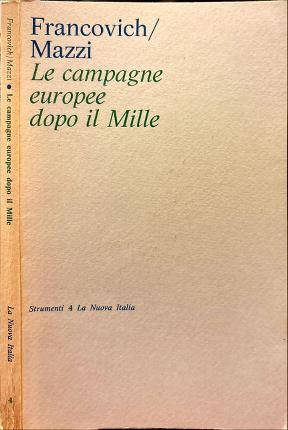 Francovich/
Mazzi
Le campagne
europee
dopo il Mille
Strumenti 4 La Nuova Italia
Francovich/Mazzi • Le campagne europee dopo il Mille
La Nuova Italia
4